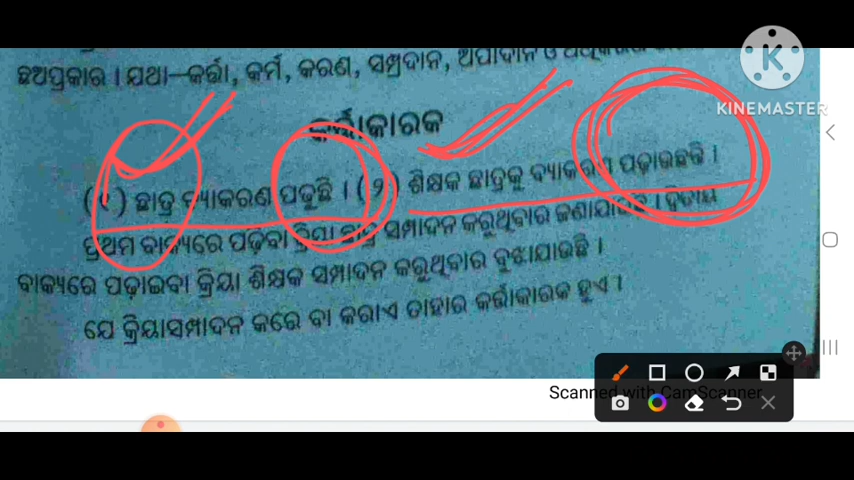 ଛଅପ୍ରକାର । ଯଥା—କର୍ତ୍ତା, କର୍ମ, କରଣ, ସମ୍ପ୍ରଦାନ, ଅପାଦାନ ଓ
କର୍ତ୍ତାକାରକ
(୧) ଛାତ୍ର ବ୍ୟାକରଣ ପଢୁଛି । (୨) ଶିକ୍ଷକ ଛାତ୍ରକୁ ବ୍ୟାକରଣ ପଢ଼ାଉଛନ୍ତି ।
ପ୍ରଥମ ବାକ୍ୟରେ ପଢ଼ିବା କ୍ରିୟା ଛାତ୍ର ସମ୍ପାଦନ କରୁଥିବାର ଜଣାଯାଉଛି । ଦ୍ୱିତୀୟ
ବାକ୍ୟରେ ପଢ଼ାଇବା କ୍ରିୟା ଶିକ୍ଷକ ସମ୍ପାଦନ କରୁଥିବାର ବୁଝାଯାଉଛି ।
ଯେ କ୍ରିୟାସମ୍ପାଦନ କରେ ବା କରାଏ ତାହାର କର୍ତ୍ତାକାରକ ହୁଏ ।
Scanned with CamScanner
KINEMASTER